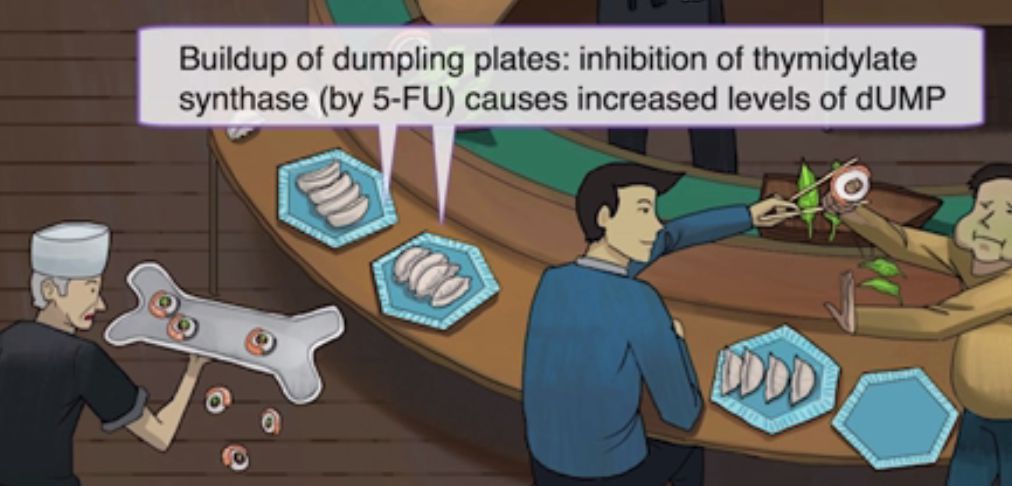 Buildup of dumpling plates: inhibition of thymidylate
synthase (by 5-FU) causes increased levels of dUMP